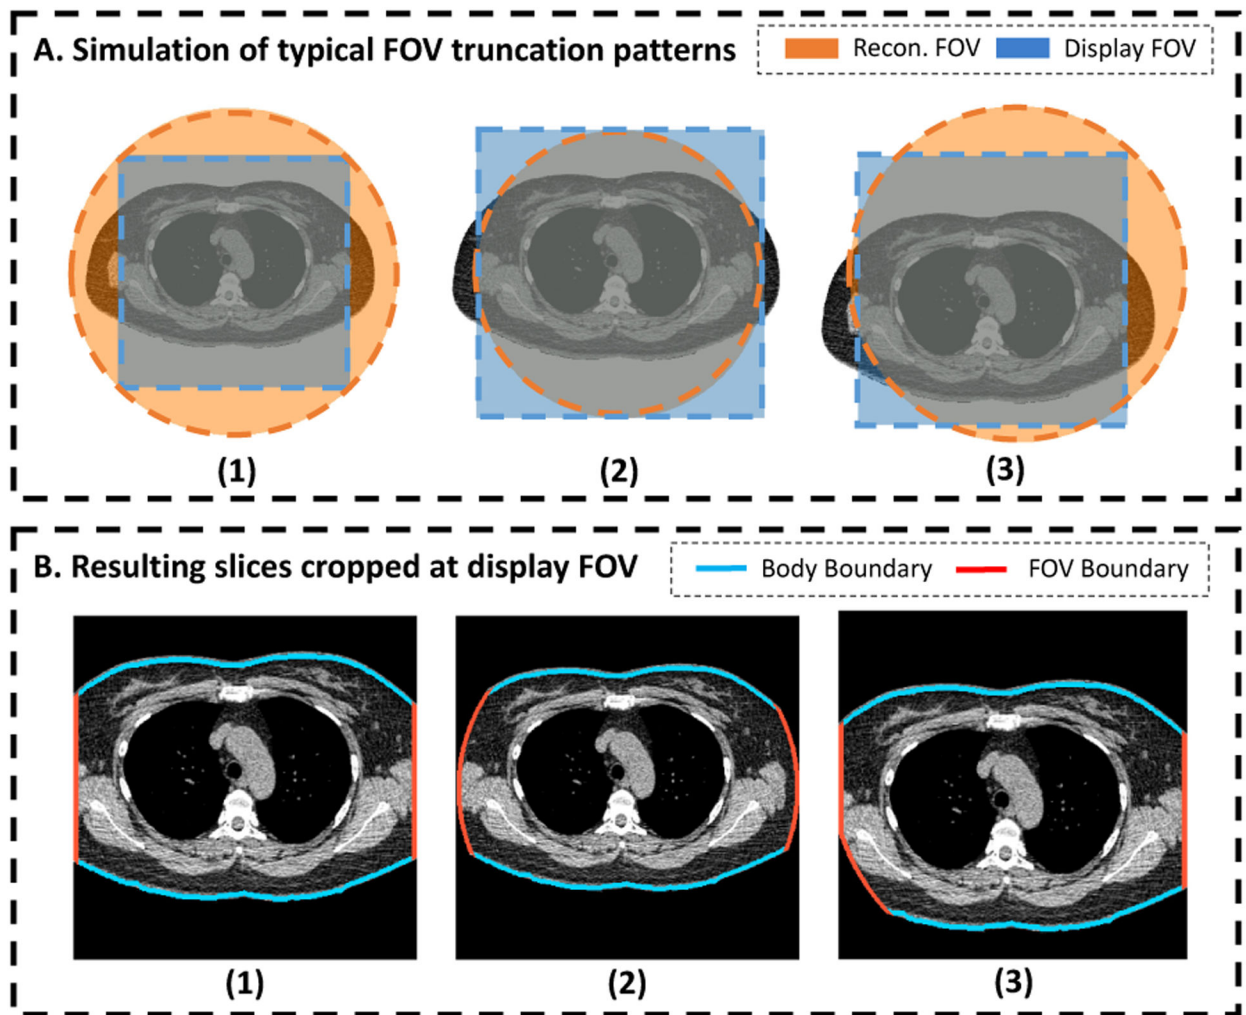 A. Simulation of typical FOV truncation patterns
Recon. FOV
Display FOV
(1)
(2)
(3)
B. Resulting slices cropped at display FOV
Body Boundary
FOV Boundary
(1)
(2)
(3)